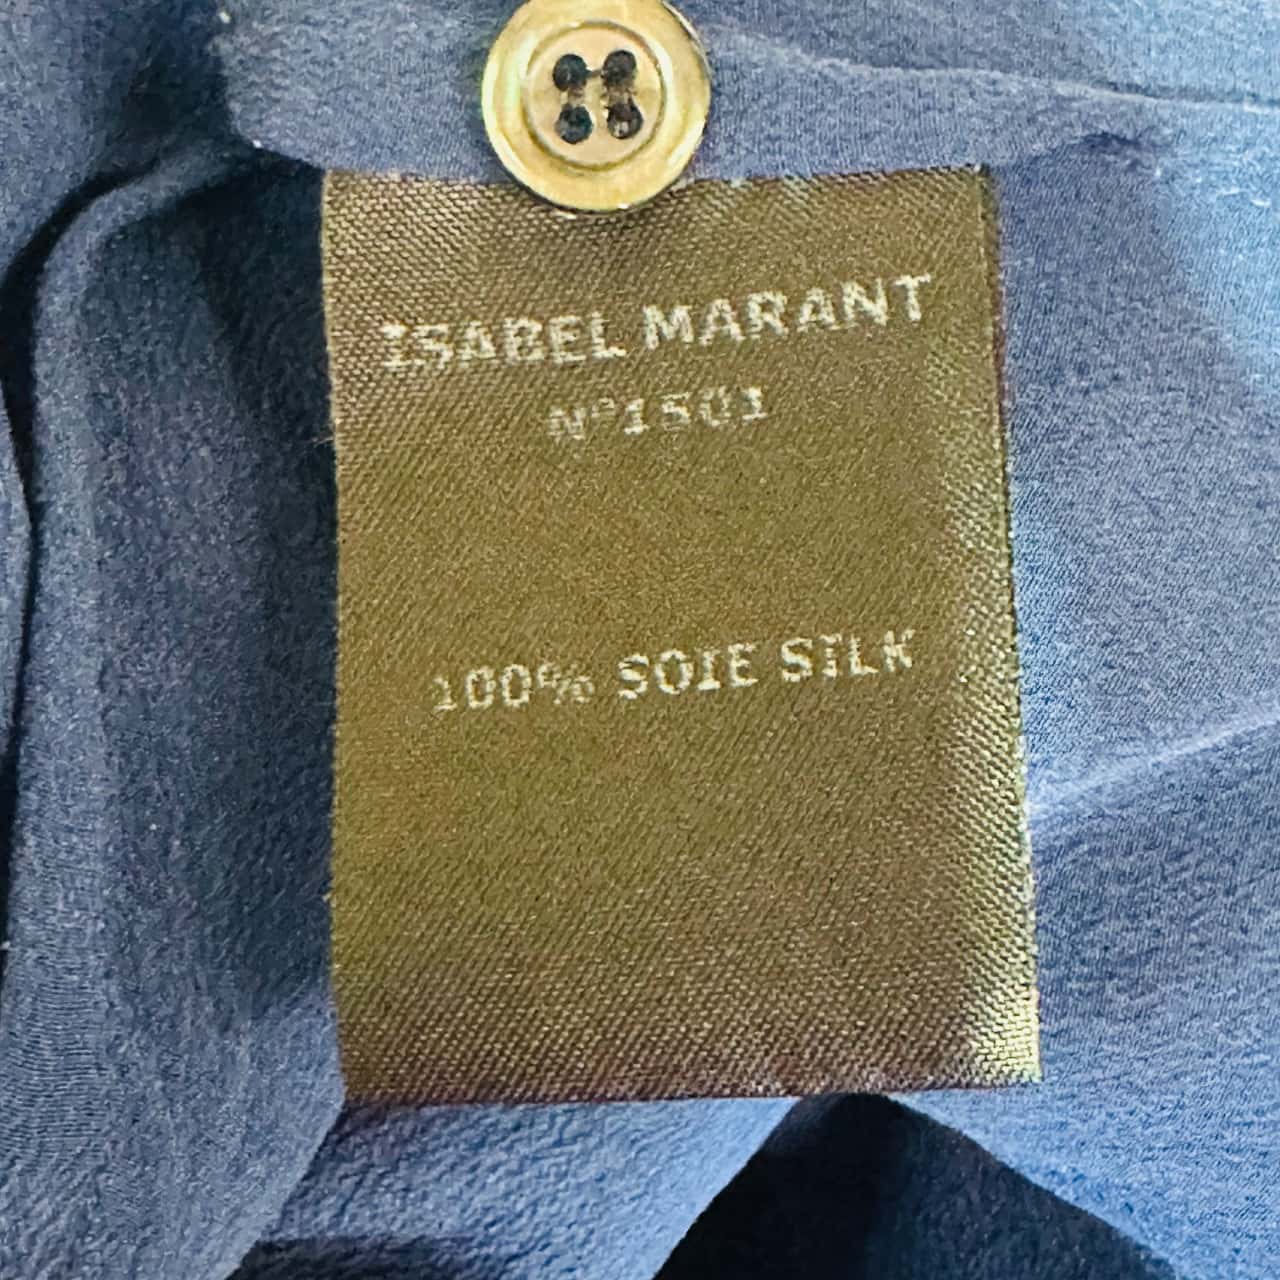 ISABEL MARANT
N°1501
100% SOIE SILK